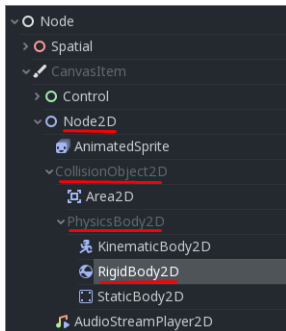 Node
Spatial
CanvasItem
Control
Node2D
AnimatedSprite
CollisionObject2D
Area2D
PhysicsBody2D
KinematicBody2D
RigidBody2D
StaticBody2D
AudioStreamPlayer2D